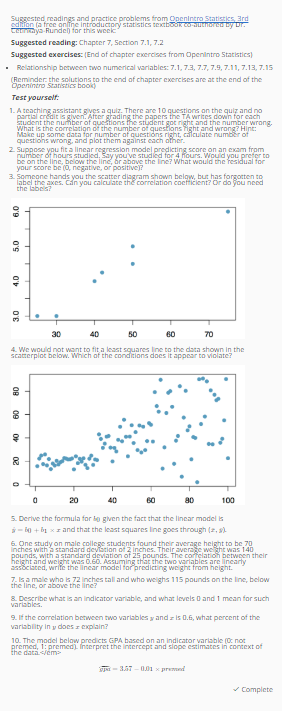 Suggested readings and practice problems from OpenIntro Statistics, 3rd
edition (a free online introductory statistics textbook co-authored by Dr.
Cetinkaya-Rundel) for this week:
Suggested reading: Chapter 7, Section 7.1, 7.2
Suggested exercises: (End of chapter exercises from OpenIntro Statistics)
• Relationship between two numerical variables: 7.1, 7.3, 7.7, 7.9, 7.11, 7.13, 7.15
(Reminder: the solutions to the end of chapter exercises are at the end of the
OpenIntro Statistics book)
Test yourself:
1. A teaching assistant gives a quiz. There are 10 questions on the quiz and no
partial credit is given. After grading the papers the TA writes down for each
student the number of questions the student got right and the number wrong.
What is the correlation of the number of questions right and wrong? Hint:
Make up some data for number of questions right, calculate number of
questions wrong, and plot them against each other.
2. Suppose you fit a linear regression model predicting score on an exam from
number of hours studied. Say you've studied for 4 hours. Would you prefer to
be on the line, below the line, or above the line? What would the residual for
your score be (0, negative, or positive)?
3. Someone hands you the scatter diagram shown below, but has forgotten to
label the axes. Can you calculate the correlation coefficient? Or do you need
the labels?
6.0
5.0
4.0
3.0
30 40 50 60 70
4. We would not want to fit a least squares line to the data shown in the
scatterplot below. Which of the conditions does it appear to violate?
80
60
40
20
0
0 20 40 60 80 100
5. Derive the formula for b₀ given the fact that the linear model is
ŷ = b₀ + b₁ × x and that the least squares line goes through (x̄, ȳ).
6. One study on male college students found their average height to be 70
inches with a standard deviation of 2 inches. Their average weight was 140
pounds, with a standard deviation of 25 pounds. The correlation between their
height and weight was 0.60. Assuming that the two variables are linearly
associated, write the linear model for predicting weight from height.
7. Is a male who is 72 inches tall and who weighs 115 pounds on the line, below
the line, or above the line?
8. Describe what is an indicator variable, and what levels 0 and 1 mean for such
variables.
9. If the correlation between two variables y and x is 0.6, what percent of the
variability in y does x explain?
10. The model below predicts GPA based on an indicator variable (0: not
premed, 1: premed). Interpret the intercept and slope estimates in context of
the data.</em>
gpa = 3.57 − 0.01 × premed
✓ Complete